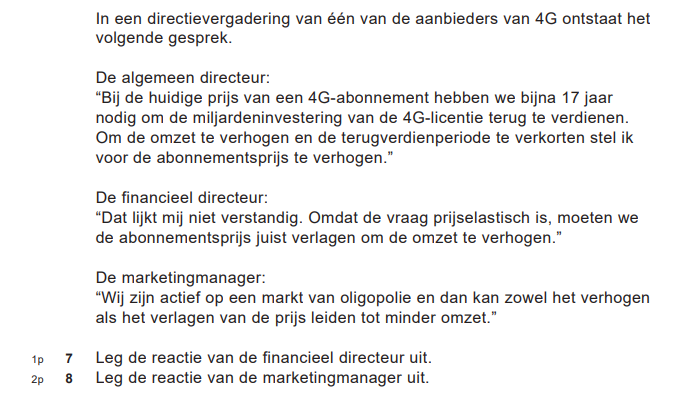 In een directievergadering van één van de aanbieders van 4G ontstaat het
volgende gesprek.
De algemeen directeur:
“Bij de huidige prijs van een 4G-abonnement hebben we bijna 17 jaar
nodig om de miljardeninvestering van de 4G-licentie terug te verdienen.
Om de omzet te verhogen en de terugverdienperiode te verkorten stel ik
voor de abonnementsprijs te verhogen.”
De financieel directeur:
“Dat lijkt mij niet verstandig. Omdat de vraag prijselastisch is, moeten we
de abonnementsprijs juist verlagen om de omzet te verhogen.”
De marketingmanager:
“Wij zijn actief op een markt van oligopolie en dan kan zowel het verhogen
als het verlagen van de prijs leiden tot minder omzet.”
1p 7 Leg de reactie van de financieel directeur uit.
2p 8 Leg de reactie van de marketingmanager uit.